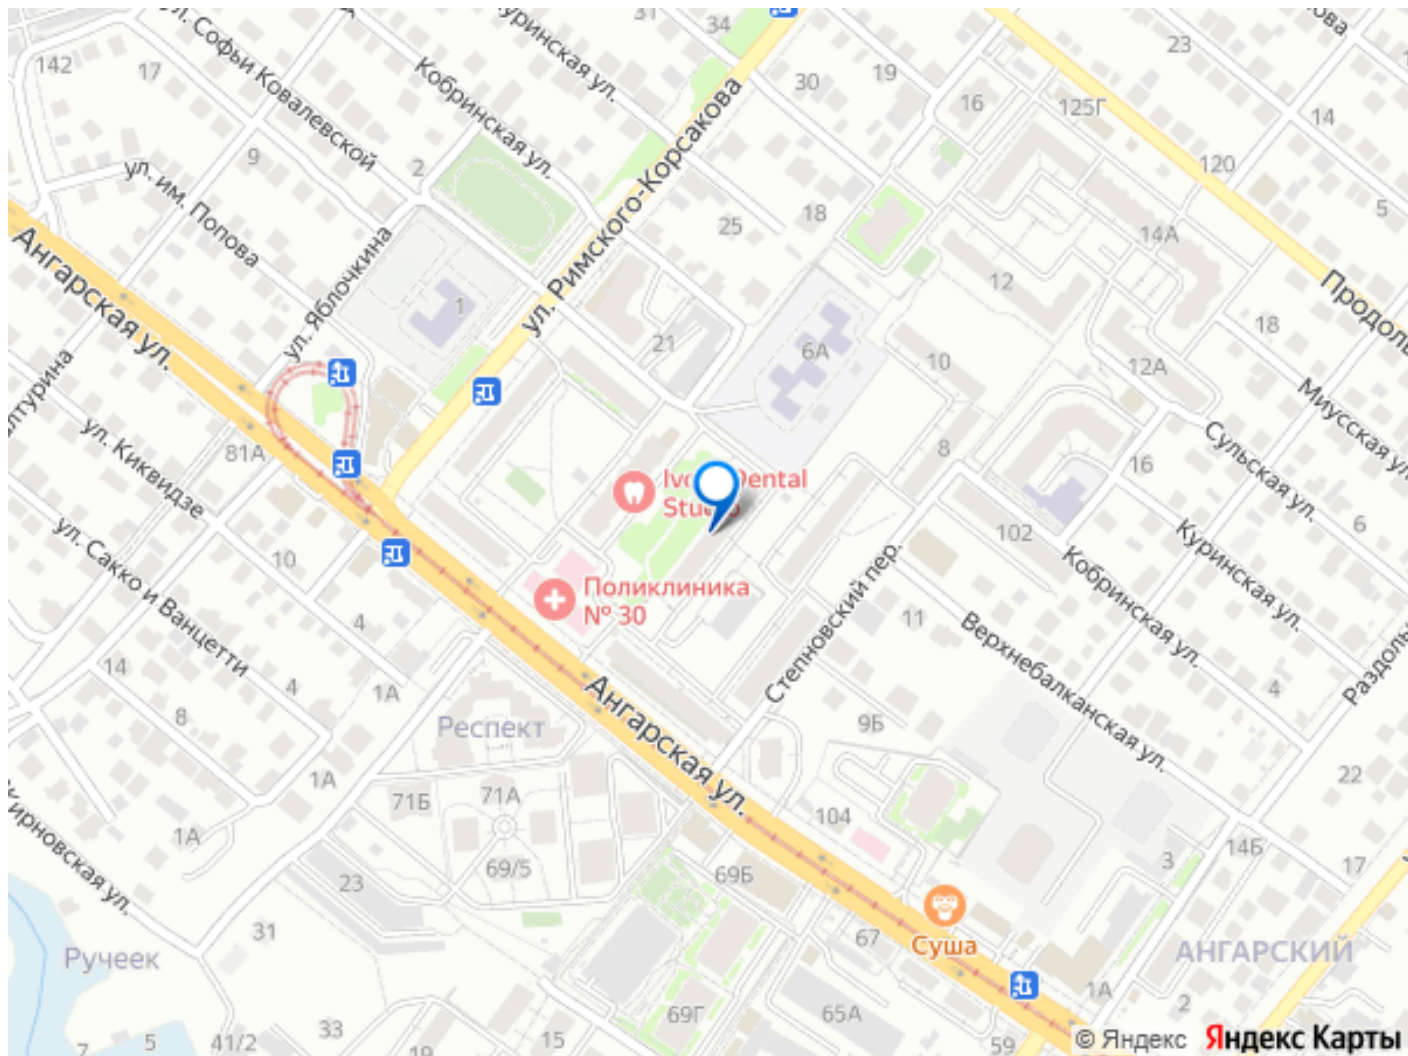 142
17
ул. Софьи Ковалевской
Кобринская ул.
31
34
30
19
16
125Г
23
14
120
5
9
2
ул. им. Попова
ул. Яблочкина
Ангарская ул.
ул. Римского-Корсакова
25
18
14А
12
1
21
6А
10
12А
18
Миусская ул.
Сульская ул.
81А
ул. Киквидзе
ул. Сакко и Ванцетти
10
4
14
4
1А
8
Dental
8
16
102
6
Куринская ул.
Кобринская ул.
Поликлиника
№ 30
Степновский пер.
11
Верхнебалканская ул.
4
Респект
Ангарская ул.
9Б
22
1А
71Б
71А
104
14Б
3
17
1А
69/5
69Б
23
31
Ручеек
67
Суша
АНГАРСКИЙ
1А
2
33
69Г
65А
5
41/2
15
59
© Яндекс Яндекс Карты